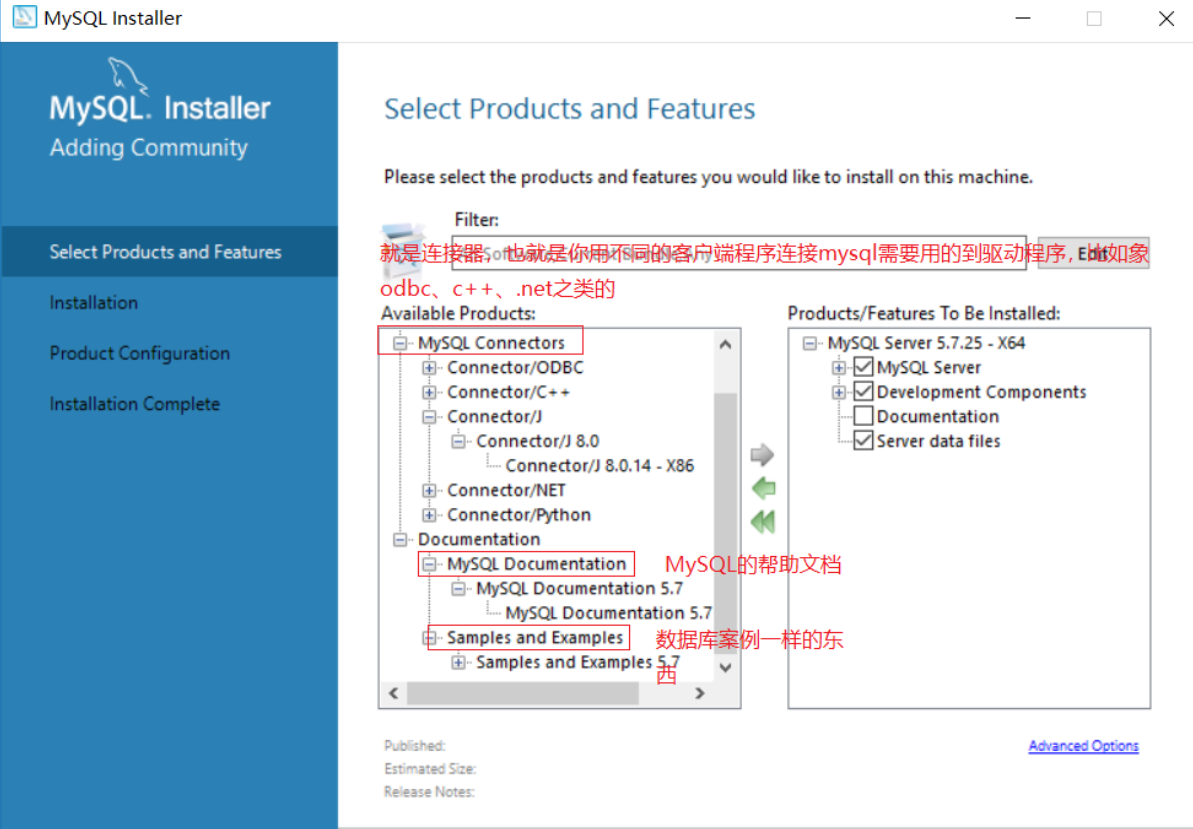 MySQL Installer
MySQL. Installer
Adding Community
Select Products and Features
Installation
Product Configuration
Installation Complete
Select Products and Features
Please select the products and features you would like to install on this machine.
Filter:
就是连接器，也就是你用不同的客户端程序连接mysql需要用的到驱动程序,比如象
Edit
odbc、c++、.net之类的
Available Products:
MySQL Connectors
Connector/ODBC
Connector/C++
Connector/J
Connector/J 8.0
Connector/J 8.0.14 - X86
Connector/NET
Connector/Python
Documentation
MySQL Documentation
MySQL的帮助文档
MySQL Documentation 5.7
MySQL Documentation 5.7
Samples and Examples
数据库案例一样的东
西
Samples and Examples 5.7
Products/Features To Be Installed:
MySQL Server 5.7.25 - X64
MySQL Server
Development Components
Documentation
Server data files
Published:
Estimated Size:
Release Notes:
Advanced Options